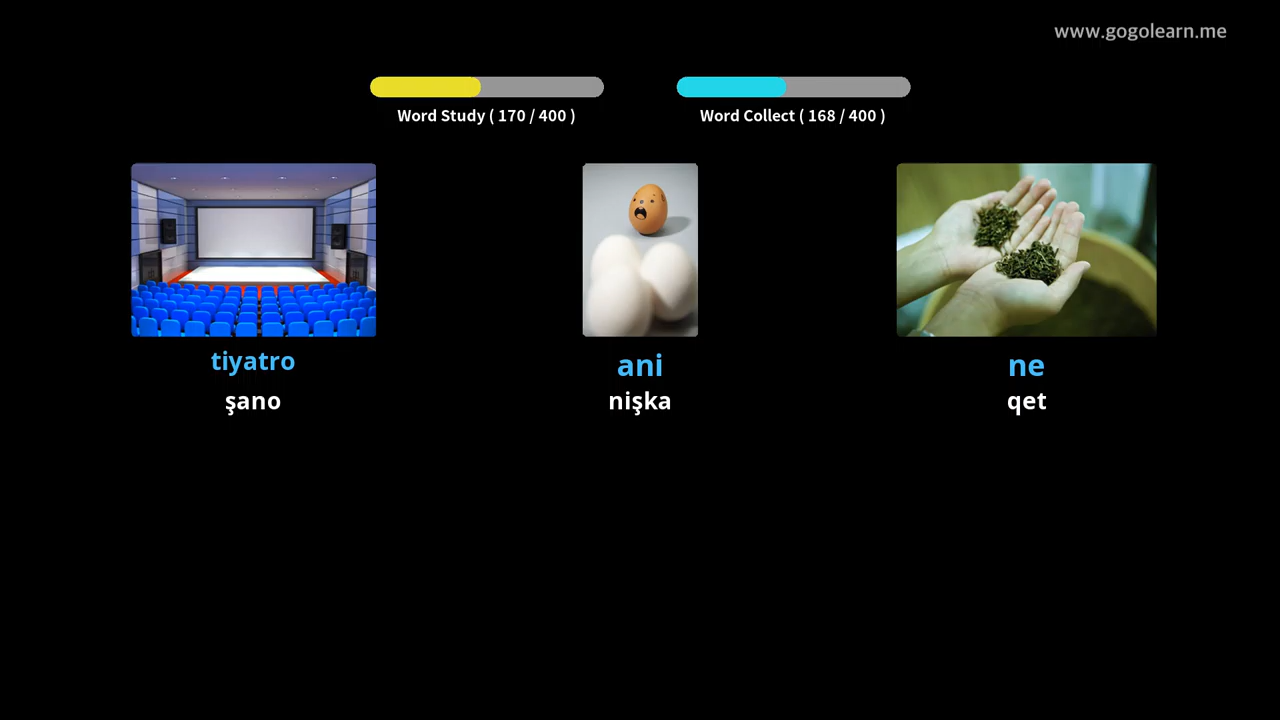 www.gogolearn.me
Word Study ( 170 / 400 )
Word Collect ( 168 / 400 )
tiyatro
şano
ani
nişka
ne
qet